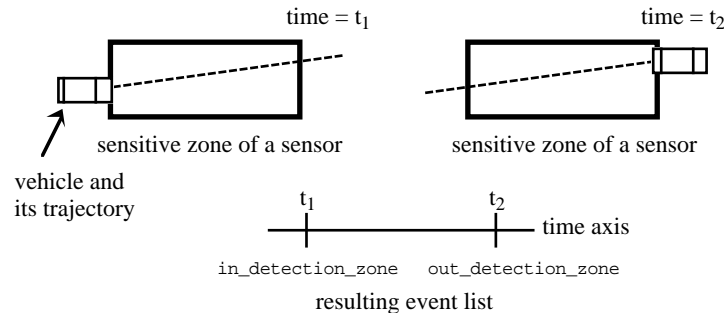 time = t1
time = t2
sensitive zone of a sensor
sensitive zone of a sensor
vehicle and
its trajectory
t1
t2
time axis
in_detection_zone
out_detection_zone
resulting event list